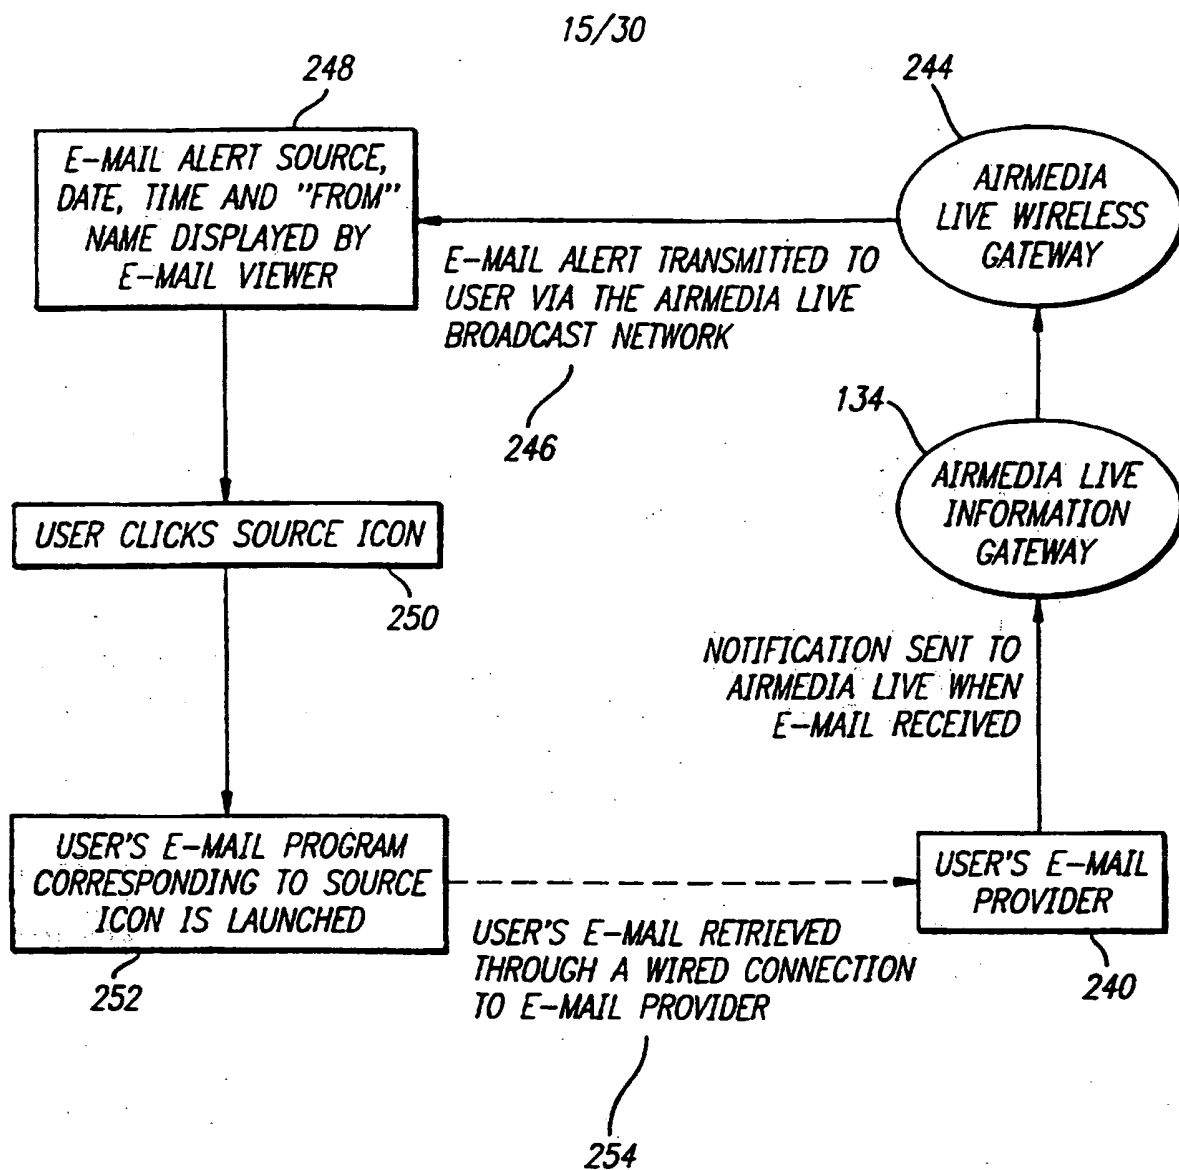 15/30
248
244
E-MAIL ALERT SOURCE,
DATE, TIME AND "FROM"
NAME DISPLAYED BY
E-MAIL VIEWER
AIRMEDIA
LIVE WIRELESS
GATEWAY
E-MAIL ALERT TRANSMITTED TO
USER VIA THE AIRMEDIA LIVE
BROADCAST NETWORK
246
134
AIRMEDIA LIVE
INFORMATION
GATEWAY
USER CLICKS SOURCE ICON
250
NOTIFICATION SENT TO
AIRMEDIA LIVE WHEN
E-MAIL RECEIVED
USER'S E-MAIL PROGRAM
CORRESPONDING TO SOURCE
ICON IS LAUNCHED
252
USER'S E-MAIL
PROVIDER
240
USER'S E-MAIL RETRIEVED
THROUGH A WIRED CONNECTION
TO E-MAIL PROVIDER
254